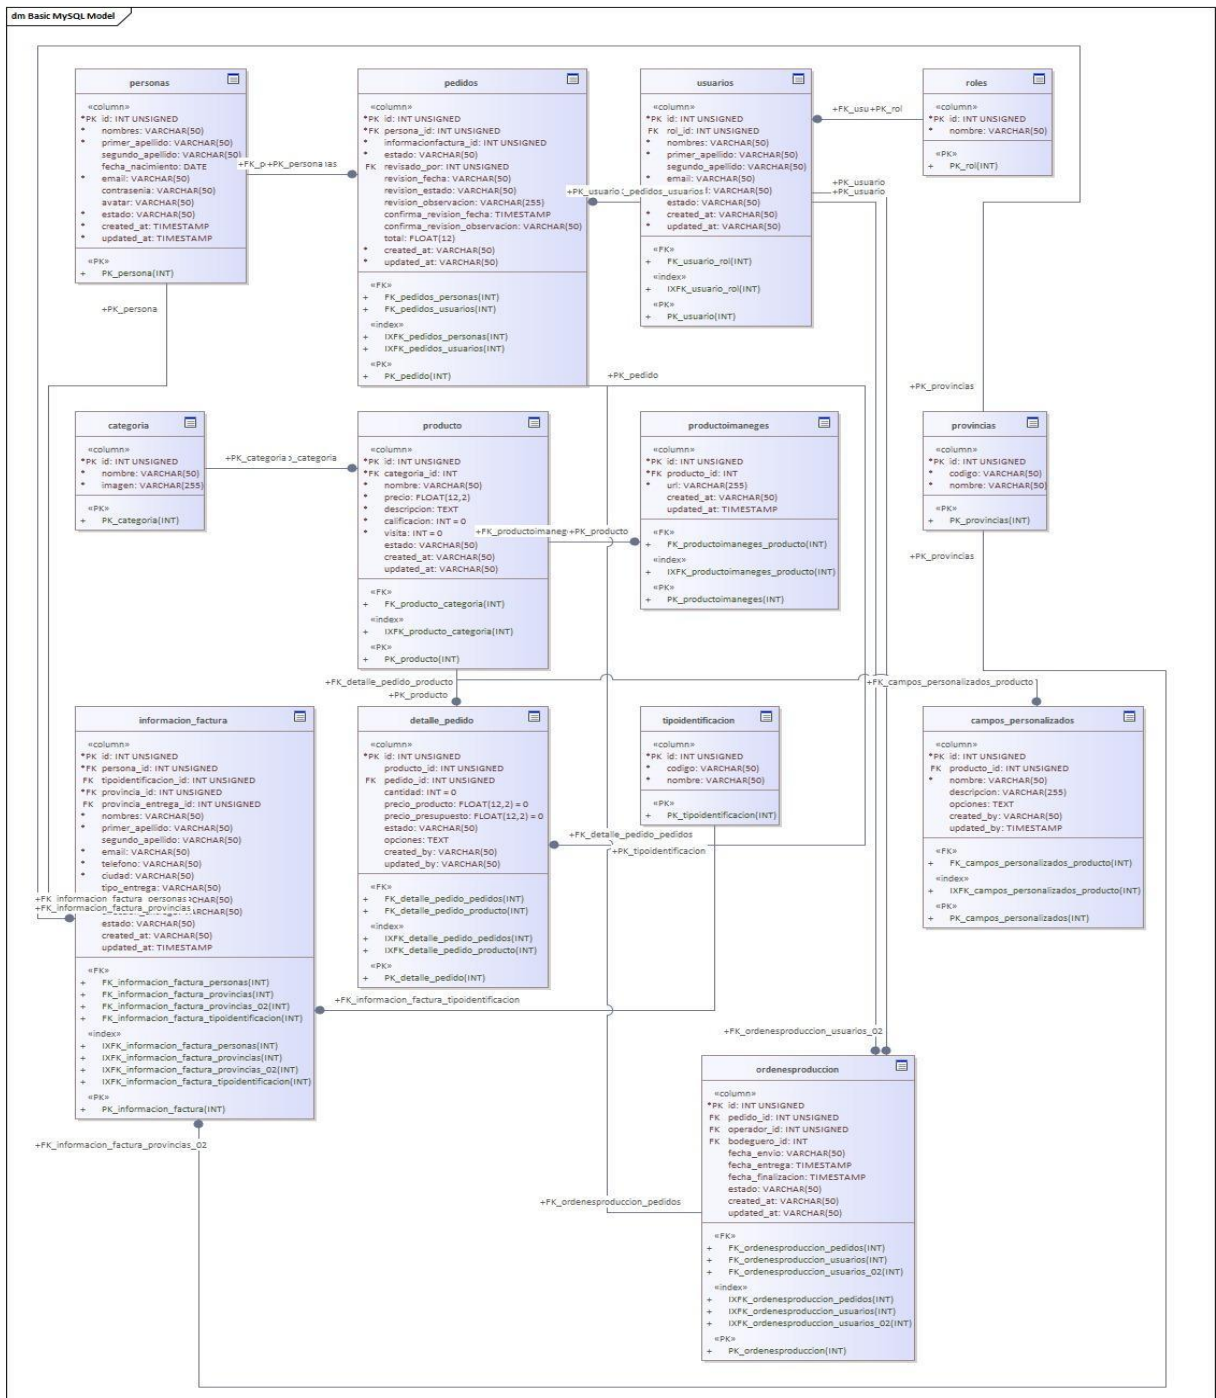 dm Basic MySQL Model
personas
«column»
*PK id: INT UNSIGNED
* nombres: VARCHAR(50)
* primer_apellido: VARCHAR(50)
segundo_apellido: VARCHAR(50)
fecha_nacimiento: DATE
* email: VARCHAR(50)
contrasenia: VARCHAR(50)
avatar: VARCHAR(50)
* estado: VARCHAR(50)
* created_at: TIMESTAMP
* updated_at: TIMESTAMP
«PK»
+ PK_persona(INT)
+PK_persona
pedidos
«column»
*PK id: INT UNSIGNED
*FK persona_id: INT UNSIGNED
* informacionfactura_id: INT UNSIGNED
* estado: VARCHAR(50)
FK revisado_por: INT UNSIGNED
revision_fecha: VARCHAR(50)
revision_estado: VARCHAR(50)
revision_observacion: VARCHAR(255)
confirma_revision_fecha: TIMESTAMP
confirma_revision_observacion: VARCHAR(50)
total: FLOAT(12)
* created_at: VARCHAR(50)
* updated_at: VARCHAR(50)
«FK»
+ FK_pedidos_personas(INT)
+ FK_pedidos_usuarios(INT)
«index»
+ IXFK_pedidos_personas(INT)
+ IXFK_pedidos_usuarios(INT)
«PK»
+ PK_pedido(INT)
+PK_persona
usuarios
«column»
*PK id: INT UNSIGNED
FK rol_id: INT UNSIGNED
* nombres: VARCHAR(50)
* primer_apellido: VARCHAR(50)
segundo_apellido: VARCHAR(50)
* email: VARCHAR(50)
VARCHAR(50)
estado: VARCHAR(50)
* created_at: VARCHAR(50)
* updated_at: VARCHAR(50)
«FK»
+ FK_usuario_rol(INT)
«index»
+ IXFK_usuario_rol(INT)
«PK»
+ PK_usuario(INT)
+PK_usuario
+FK_usu +PK_rol
roles
«column»
*PK id: INT UNSIGNED
* nombre: VARCHAR(50)
«PK»
+ PK_rol(INT)
+PK_usuario
+PK_usuario
+PK_pedido
+PK_provincias
categoria
«column»
*PK id: INT UNSIGNED
* nombre: VARCHAR(50)
* imagen: VARCHAR(255)
«PK»
+ PK_categoria(INT)
+PK_categoria
producto
«column»
*PK id: INT UNSIGNED
*FK categoria_id: INT
* nombre: VARCHAR(50)
* precio: FLOAT(12,2)
* descripcion: TEXT
* calificacion: INT = 0
* visita: INT = 0
estado: VARCHAR(50)
created_at: VARCHAR(50)
updated_at: VARCHAR(50)
«FK»
+ FK_producto_categoria(INT)
«index»
+ IXFK_producto_categoria(INT)
«PK»
+ PK_producto(INT)
+FK_productoimaneg +PK_producto
productoimaneges
«column»
*PK id: INT UNSIGNED
*FK producto_id: INT
* url: VARCHAR(255)
created_at: VARCHAR(50)
updated_at: TIMESTAMP
«FK»
+ FK_productoimaneges_producto(INT)
«index»
+ IXFK_productoimaneges_producto(INT)
«PK»
+ PK_productoimaneges(INT)
provincias
«column»
*PK id: INT UNSIGNED
* codigo: VARCHAR(50)
* nombre: VARCHAR(50)
«PK»
+ PK_provincias(INT)
+PK_provincias
+FK_detalle_pedido_producto
+PK_producto
+FK_campos_personalizados_producto
informacion_factura
«column»
*PK id: INT UNSIGNED
*FK persona_id: INT UNSIGNED
FK tipoidentificacion_id: INT UNSIGNED
*FK provincia_id: INT UNSIGNED
FK provincia_entrega_id: INT UNSIGNED
* nombres: VARCHAR(50)
* primer_apellido: VARCHAR(50)
segundo_apellido: VARCHAR(50)
* email: VARCHAR(50)
* telefono: VARCHAR(50)
* ciudad: VARCHAR(50)
tipo_entrega: VARCHAR(50)
+FK_informacion_factura_personas
+FK_informacion_factura_provincias
estado: VARCHAR(50)
created_at: VARCHAR(50)
updated_at: TIMESTAMP
«FK»
+ FK_informacion_factura_personas(INT)
+ FK_informacion_factura_provincias(INT)
+ FK_informacion_factura_provincias_02(INT)
+ FK_informacion_factura_tipoidentificacion(INT)
«index»
+ IXFK_informacion_factura_personas(INT)
+ IXFK_informacion_factura_provincias(INT)
+ IXFK_informacion_factura_provincias_02(INT)
+ IXFK_informacion_factura_tipoidentificacion(INT)
«PK»
+ PK_informacion_factura(INT)
+FK_informacion_factura_provincias_02
detalle_pedido
«column»
*PK id: INT UNSIGNED
producto_id: INT UNSIGNED
FK pedido_id: INT UNSIGNED
cantidad: INT = 0
precio_producto: FLOAT(12,2) = 0
precio_presupuesto: FLOAT(12,2) = 0
estado: VARCHAR(50)
opciones: TEXT
created_by: VARCHAR(50)
updated_by: VARCHAR(50)
«FK»
+ FK_detalle_pedido_pedidos(INT)
+ FK_detalle_pedido_producto(INT)
«index»
+ IXFK_detalle_pedido_pedidos(INT)
+ IXFK_detalle_pedido_producto(INT)
«PK»
+ PK_detalle_pedido(INT)
tipoidentificacion
«column»
*PK id: INT UNSIGNED
* codigo: VARCHAR(50)
* nombre: VARCHAR(50)
«PK»
+ PK_tipoidentificacion(INT)
+FK_detalle_pedido_pedidos
+PK_tipoidentificacion
+FK_informacion_factura_tipoidentificacion
campos_personalizados
«column»
*PK id: INT UNSIGNED
FK producto_id: INT UNSIGNED
* nombre: VARCHAR(50)
descripcion: VARCHAR(255)
opciones: TEXT
created_by: VARCHAR(50)
updated_by: TIMESTAMP
«FK»
+ FK_campos_personalizados_producto(INT)
«index»
+ IXFK_campos_personalizados_producto(INT)
«PK»
+ PK_campos_personalizados(INT)
+FK_ordenesproduccion_usuarios_02
ordenesproduccion
«column»
*PK id: INT UNSIGNED
FK pedido_id: INT UNSIGNED
FK operador_id: INT UNSIGNED
FK bodeguero_id: INT
fecha_envio: VARCHAR(50)
fecha_entrega: TIMESTAMP
fecha_finalizacion: TIMESTAMP
estado: VARCHAR(50)
created_at: VARCHAR(50)
updated_at: VARCHAR(50)
«FK»
+ FK_ordenesproduccion_pedidos(INT)
+ FK_ordenesproduccion_usuarios(INT)
+ FK_ordenesproduccion_usuarios_02(INT)
«index»
+ IXFK_ordenesproduccion_pedidos(INT)
+ IXFK_ordenesproduccion_usuarios(INT)
+ IXFK_ordenesproduccion_usuarios_02(INT)
«PK»
+ PK_ordenesproduccion(INT)
+FK_ordenesproduccion_pedidos